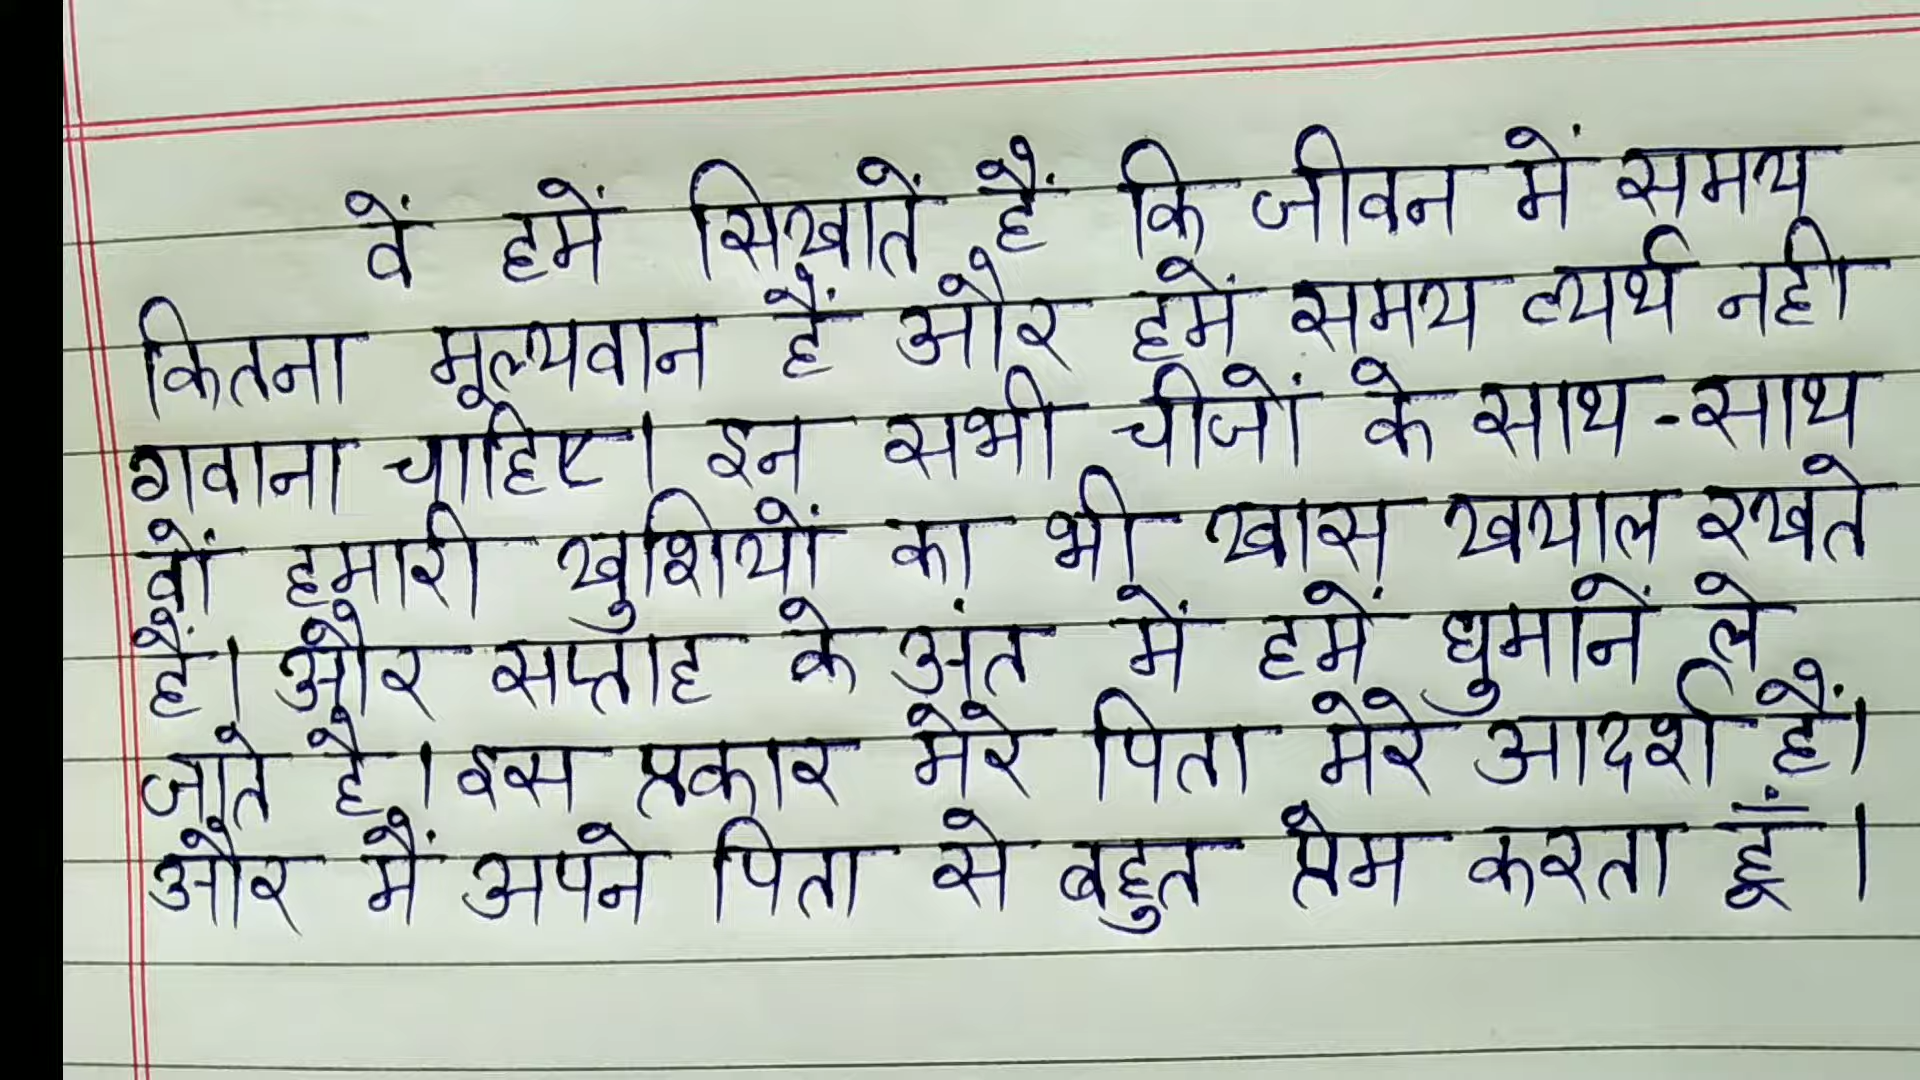 वें हमें सिखातें हैं कि जीवन में समय
कितना मूल्यवान हैं और हमें समय व्यर्थ नही
गवाना चाहिए। इन सभी चीजों के साथ-साथ
वों हमारी खुशियों का भी खास खयाल रखते
हैं। और सप्ताह के अंत में हमें घुमानें ले
जाते है। इस प्रकार मेरे पिता मेरे आदर्श हैं।
और मैं अपने पिता से बहुत प्रेम करता हूँ।